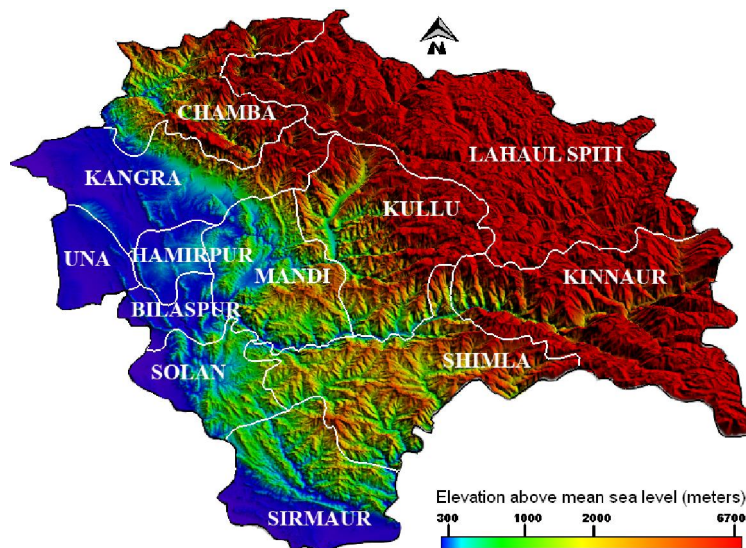 N
CHAMBA
LAHAUL SPITI
KANGRA
KULLU
UNA
HAMIRPUR
MANDI
KINNAUR
BILASPUR
SOLAN
SHIMLA
SIRMAUR
Elevation above mean sea level (meters)
300 1000 2000 6700